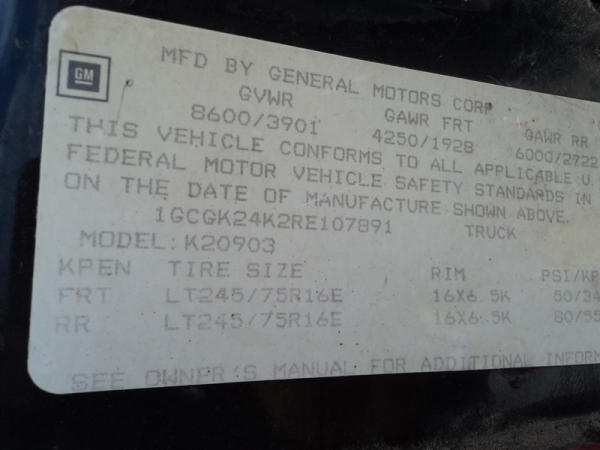 GM
MFD BY GENERAL MOTORS CORP
GVWR GAWR FRT GAWR RR
8600/3901 4250/1928 6000/2722
THIS VEHICLE CONFORMS TO ALL APPLICABLE U.
FEDERAL MOTOR VEHICLE SAFETY STANDARDS IN
ON THE DATE OF MANUFACTURE SHOWN ABOVE.
1GCGK24K2RE107891 TRUCK
MODEL: K20903
KPEN TIRE SIZE RIM PSI/KP
FRT LT245/75R16E 16X6.5K 50/34
RR LT245/75R16E 16X6.5K 80/55
SEE OWNER'S MANUAL FOR ADDITIONAL INFORM